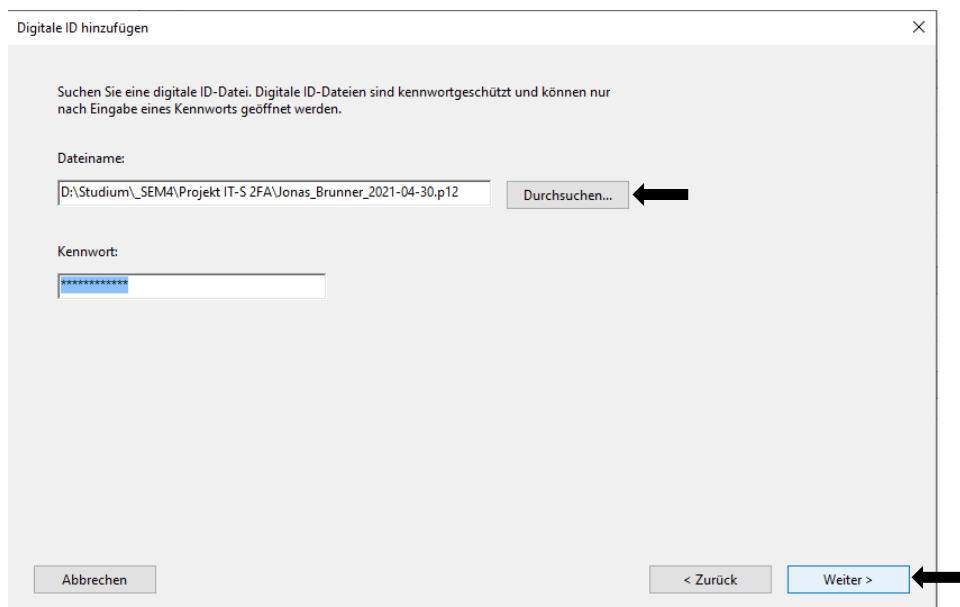 Digitale ID hinzufügen
Suchen Sie eine digitale ID-Datei. Digitale ID-Dateien sind kennwortgeschützt und können nur
nach Eingabe eines Kennworts geöffnet werden.
Dateiname:
D:\Studium\_SEM4\Projekt IT-S 2FA\Jonas_Brunner_2021-04-30.p12
Durchsuchen...
Kennwort:
************
Abbrechen
< Zurück
Weiter >